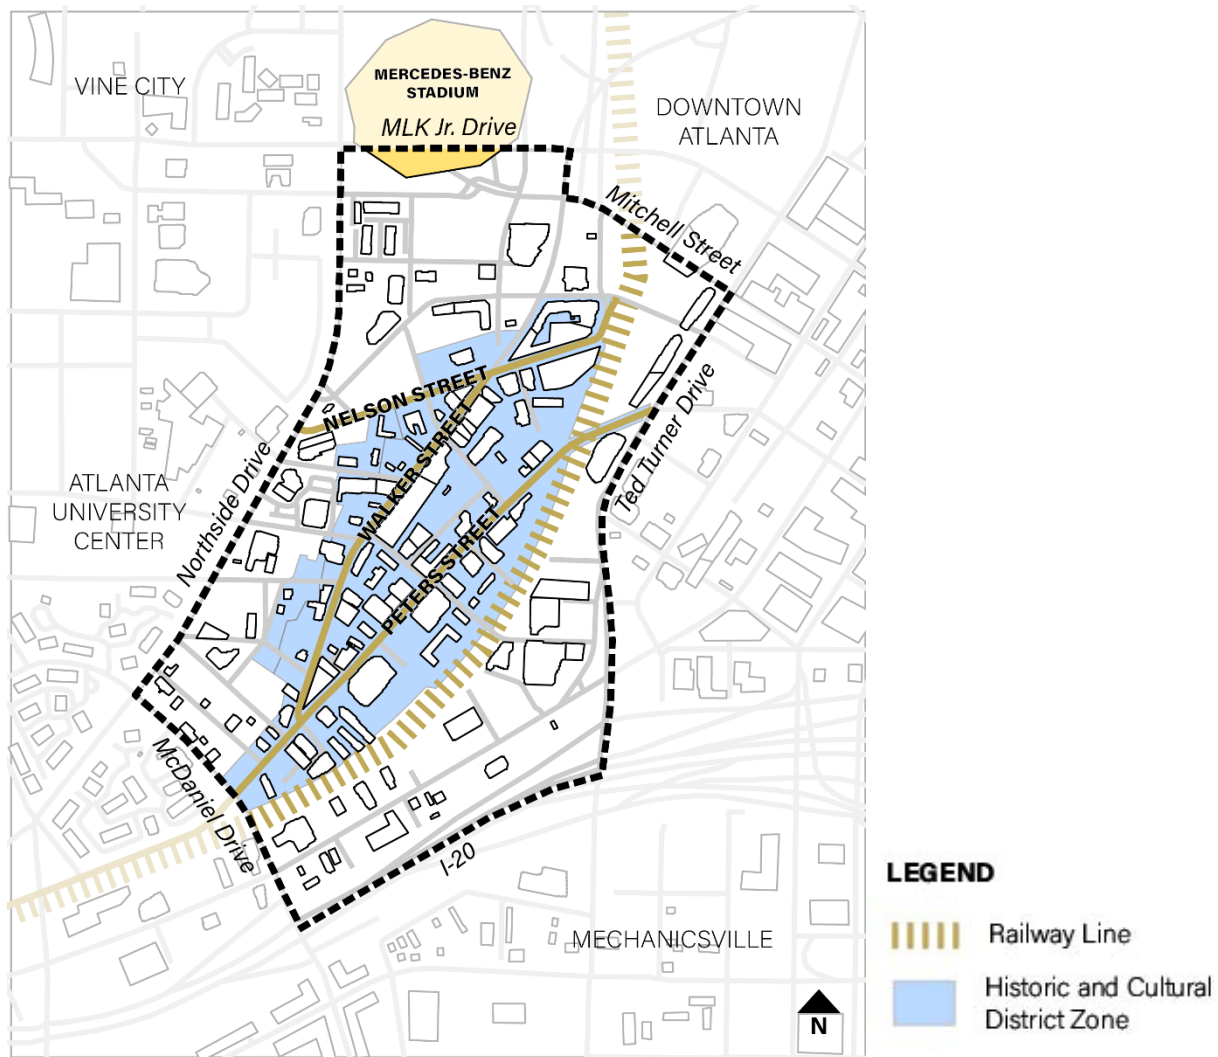 MERCEDES-BENZ
STADIUM
MLK Jr. Drive
VINE CITY
DOWNTOWN
ATLANTA
Mitchell Street
NELSON STREET
WALKER STREET
PETERS STREET
Ted Turner Drive
Northside Drive
ATLANTA
UNIVERSITY
CENTER
McDaniel Drive
I-20
MECHANICSVILLE
N
LEGEND
Railway Line
Historic and Cultural
District Zone